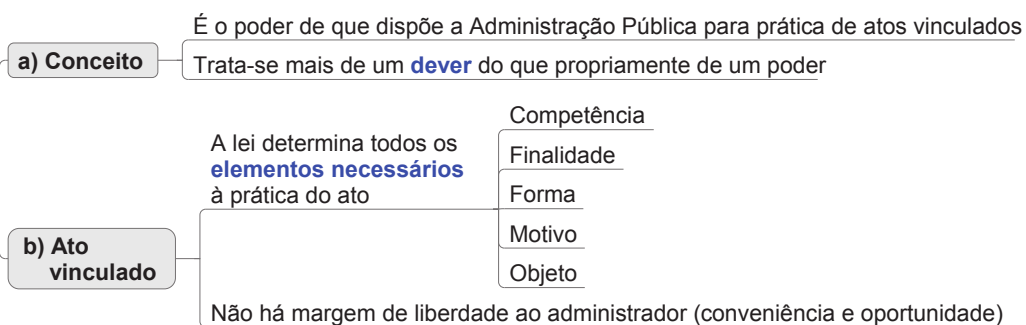 a) Conceito
É o poder de que dispõe a Administração Pública para prática de atos vinculados
Trata-se mais de um dever do que propriamente de um poder
b) Ato
vinculado
A lei determina todos os
elementos necessários
à prática do ato
Competência
Finalidade
Forma
Motivo
Objeto
Não há margem de liberdade ao administrador (conveniência e oportunidade)